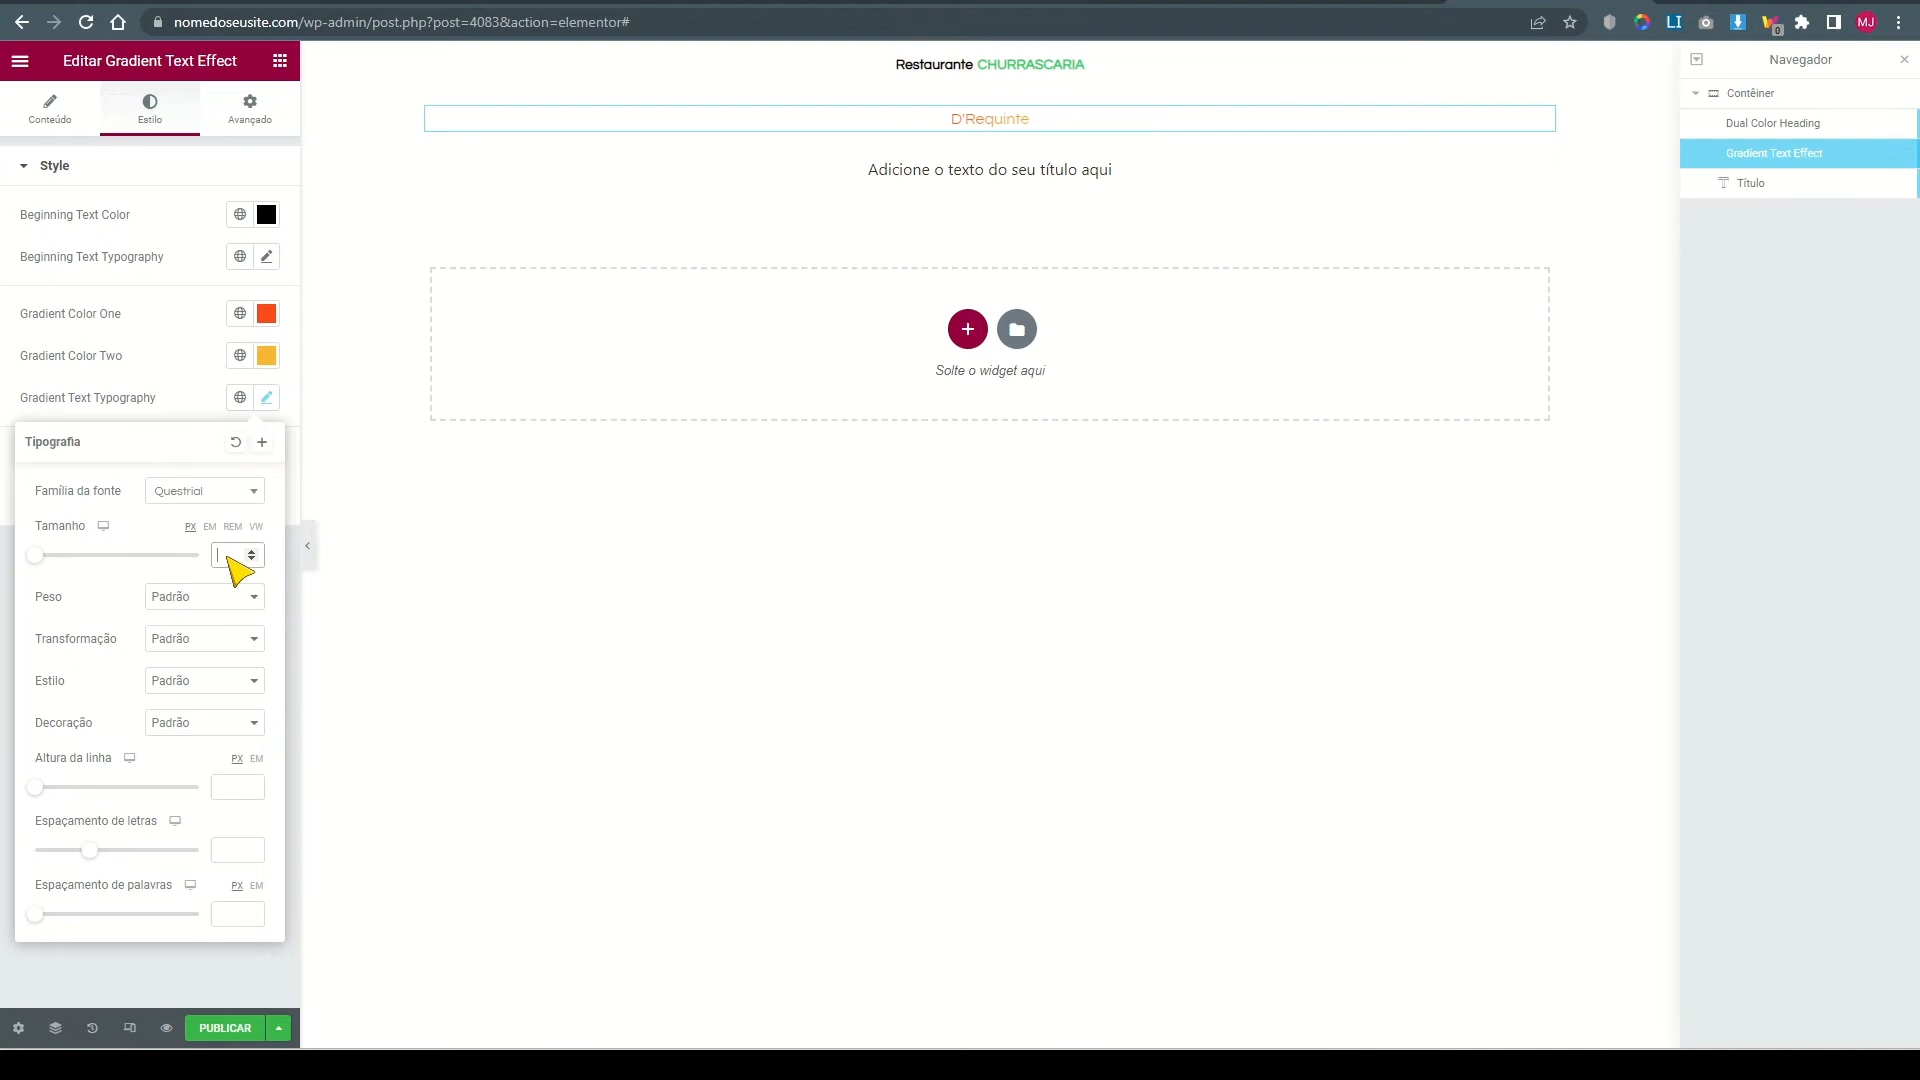 nomedoseusite.com/wp-admin/post.php?post=4083&action=elementor#
LI
0
MJ
Editar Gradient Text Effect
Conteúdo
Estilo
Avançado
Style
Beginning Text Color
Beginning Text Typography
Gradient Color One
Gradient Color Two
Gradient Text Typography
Tipografia
Família da fonte
Questrial
Tamanho
PX EM REM VW
Peso
Padrão
Transformação
Padrão
Estilo
Padrão
Decoração
Padrão
Altura da linha
PX EM
Espaçamento de letras
Espaçamento de palavras
PX EM
PUBLICAR
Restaurante CHURRASCARIA
D'Requinte
Adicione o texto do seu título aqui
Solte o widget aqui
Navegador
Contêiner
Dual Color Heading
Gradient Text Effect
Título